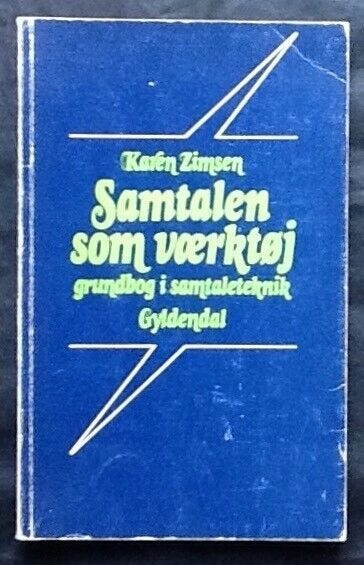 Karen Zimsen
Samtalen
som værktøj
grundbog i samtaleteknik
Gyldendal